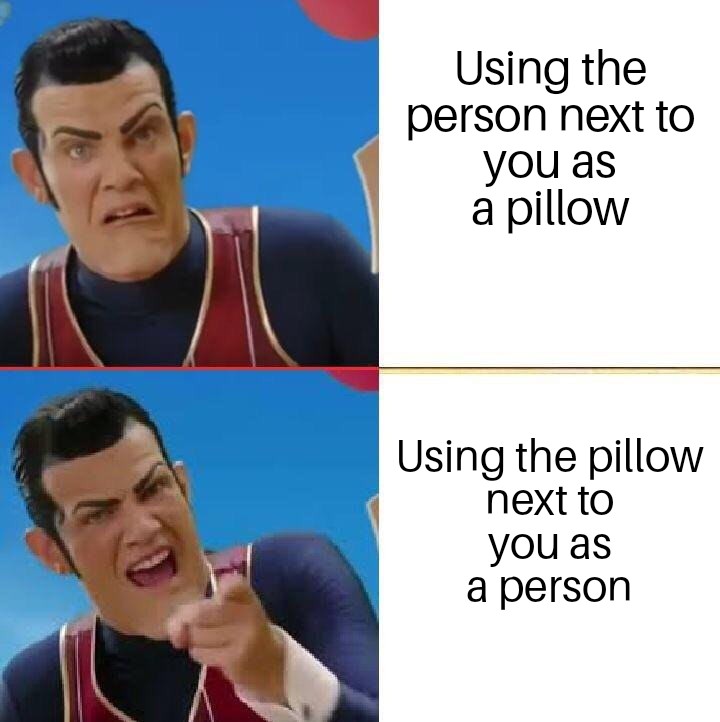 Using the
person next to
you as
a pillow
Using the pillow
next to
you as
a person